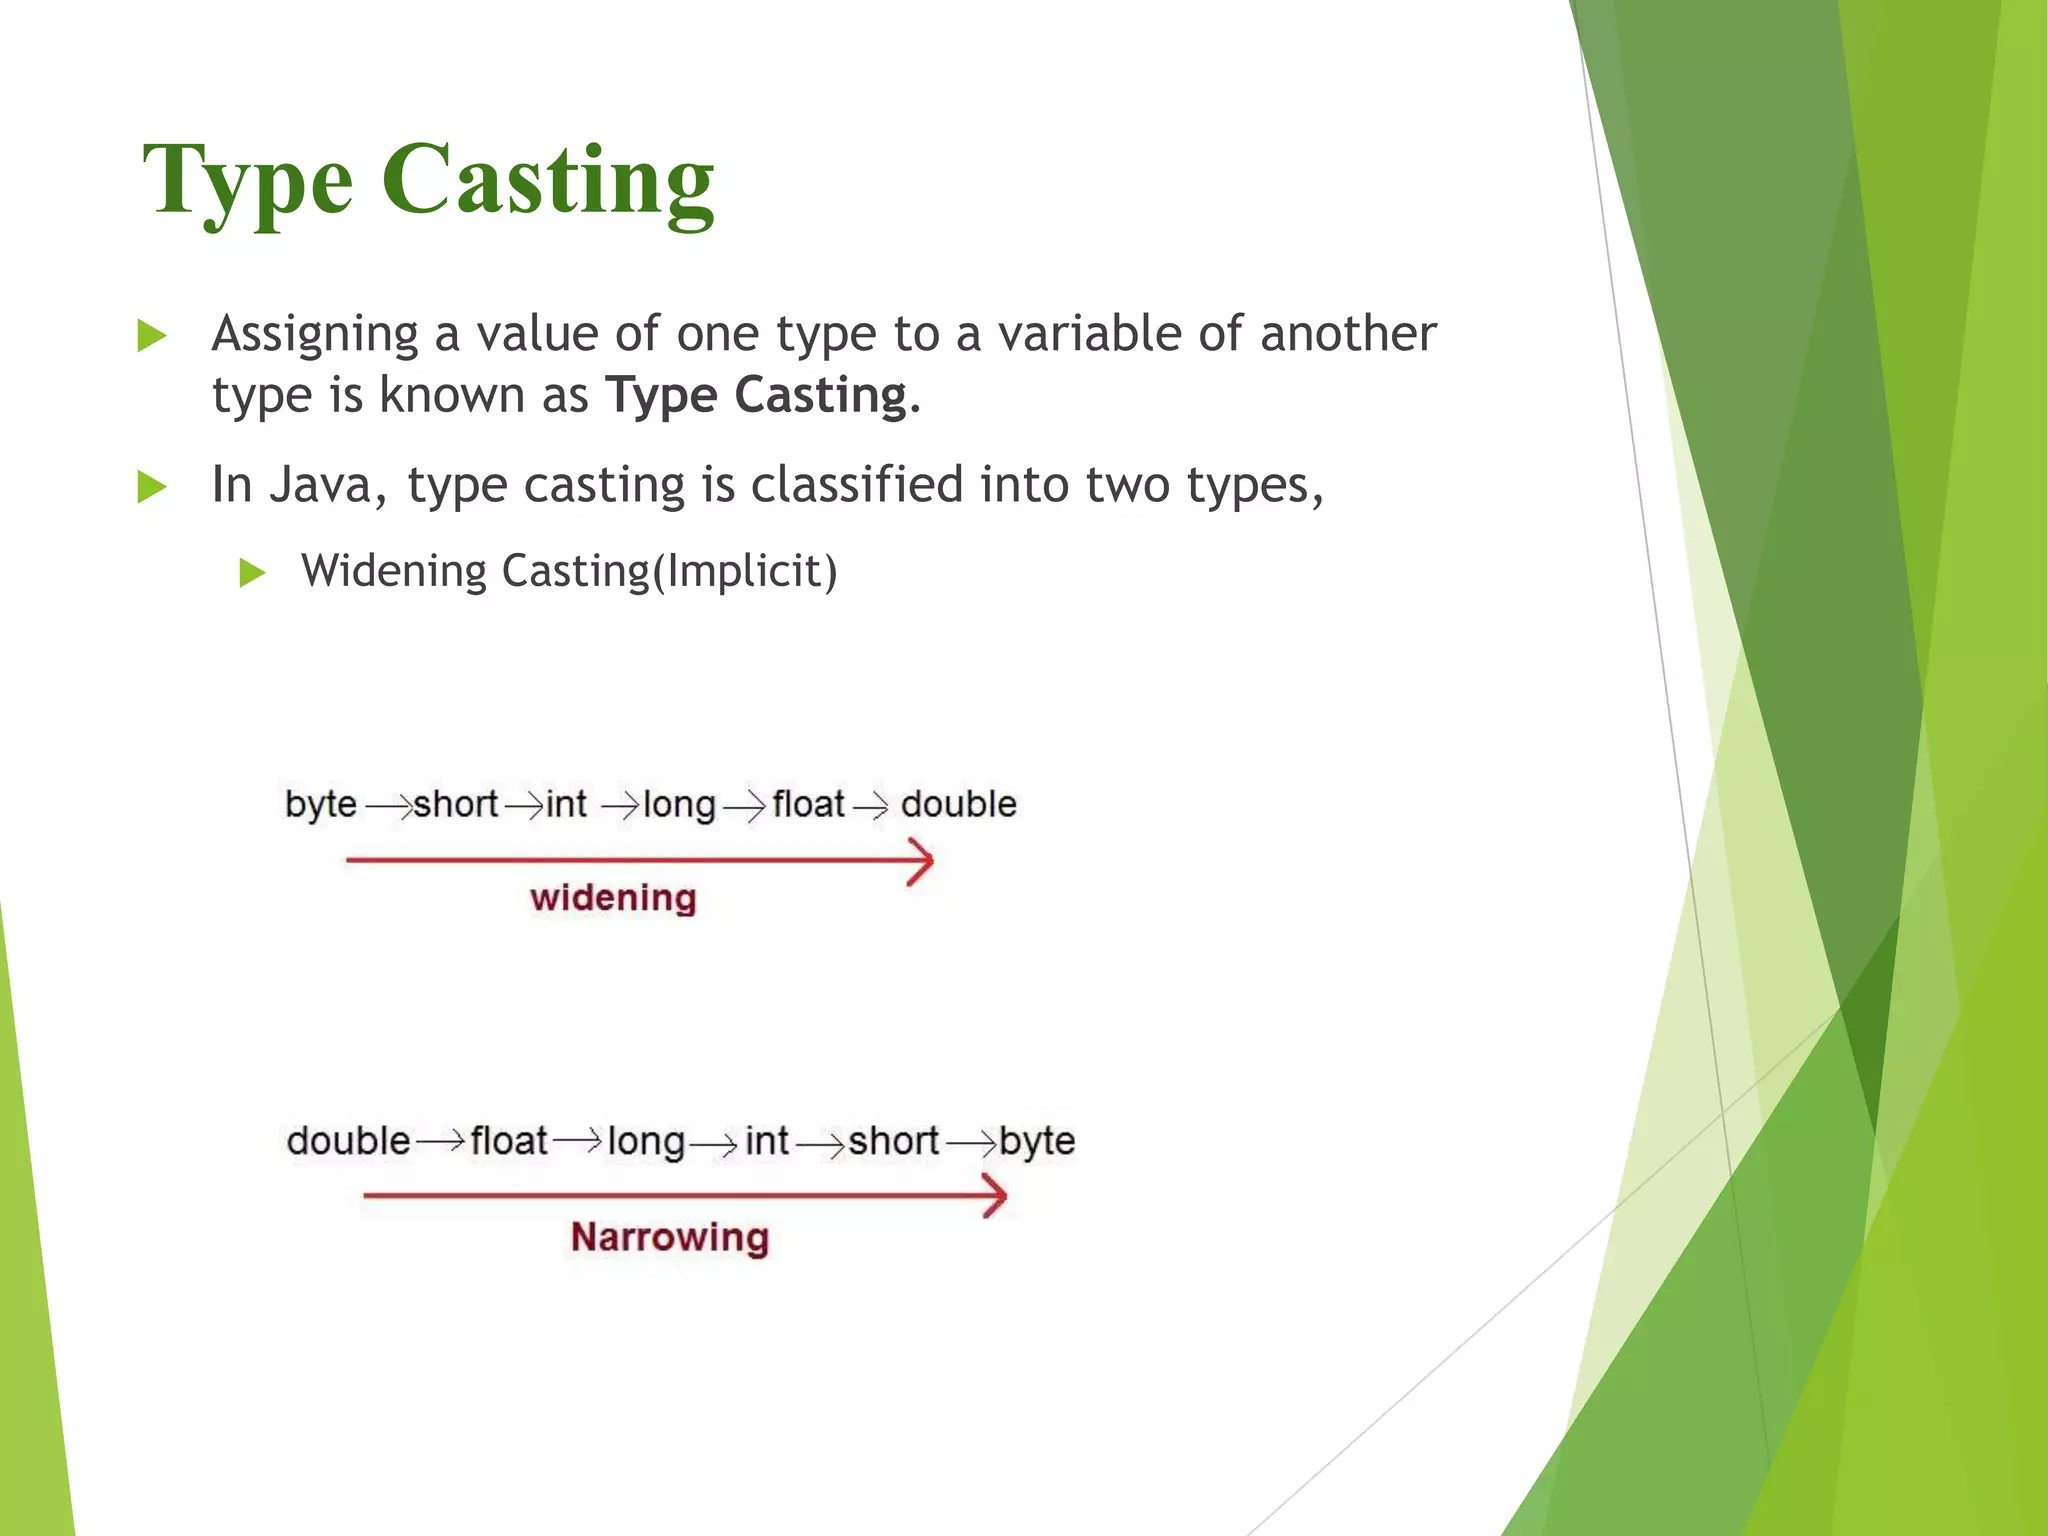 Type Casting
Assigning a value of one type to a variable of another
type is known as Type Casting.
In Java, type casting is classified into two types,
Widening Casting(Implicit)
byte → short → int → long → float → double
widening
double → float → long → int → short → byte
Narrowing